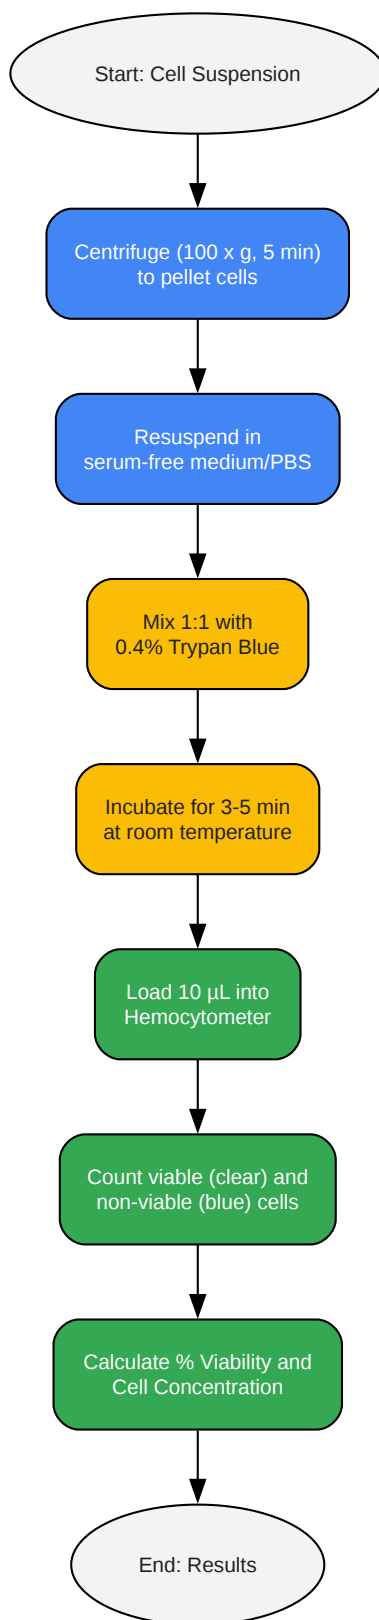 Start: Cell Suspension
Centrifuge (100 x g, 5 min)
to pellet cells
Resuspend in
serum-free medium/PBS
Mix 1:1 with
0.4% Trypan Blue
Incubate for 3-5 min
at room temperature
Load 10 µL into
Hemocytometer
Count viable (clear) and
non-viable (blue) cells
Calculate % Viability and
Cell Concentration
End: Results